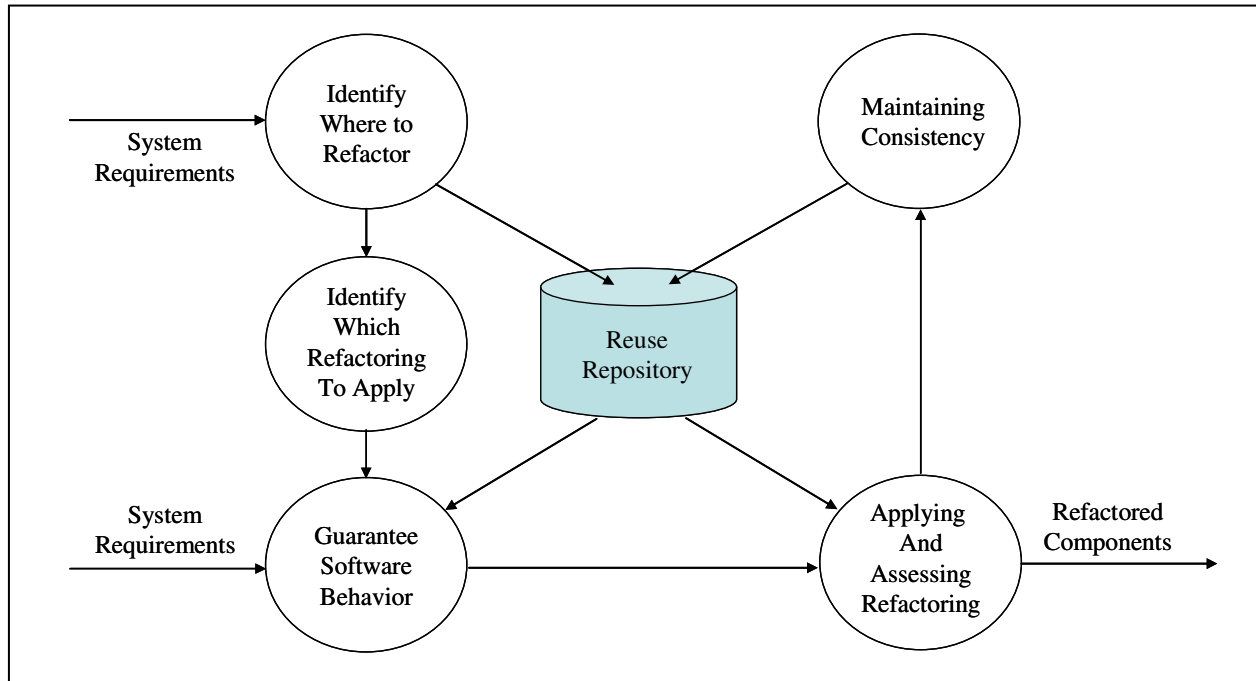 Identify
Where to
Refactor
Maintaining
Consistency
System
Requirements
Identify
Which
Refactoring
To Apply
Reuse
Repository
System
Requirements
Guarantee
Software
Behavior
Applying
And
Assessing
Refactoring
Refactored
Components